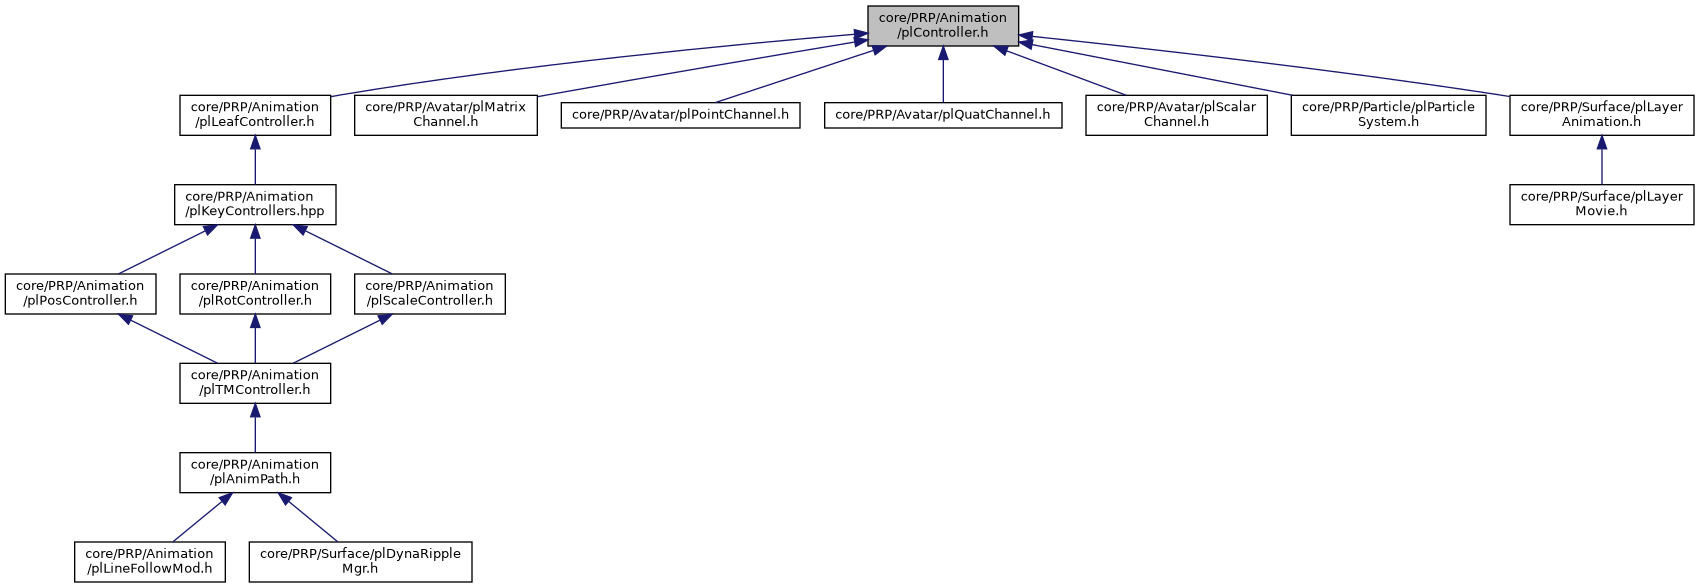 core/PRP/Animation
/plController.h
core/PRP/Animation
/plLeafController.h
core/PRP/Avatar/plMatrix
Channel.h
core/PRP/Avatar/plPointChannel.h
core/PRP/Avatar/plQuatChannel.h
core/PRP/Avatar/plScalar
Channel.h
core/PRP/Particle/plParticle
System.h
core/PRP/Surface/plLayer
Animation.h
core/PRP/Animation
/plKeyControllers.hpp
core/PRP/Surface/plLayer
Movie.h
core/PRP/Animation
/plPosController.h
core/PRP/Animation
/plRotController.h
core/PRP/Animation
/plScaleController.h
core/PRP/Animation
/plTMController.h
core/PRP/Animation
/plAnimPath.h
core/PRP/Animation
/plLineFollowMod.h
core/PRP/Surface/plDynaRipple
Mgr.h